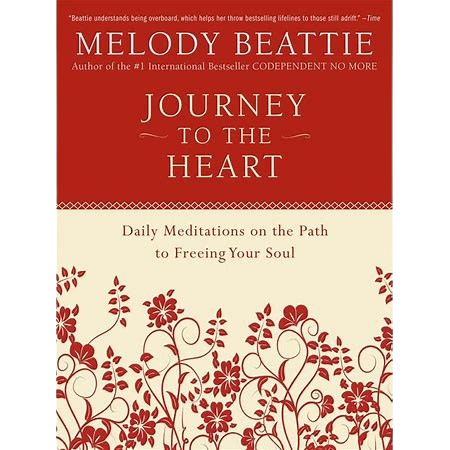 "Beattie understands being overboard, which helps her throw bestselling lifelines to those still adrift." –Time
MELODY BEATTIE
Author of the #1 International Bestseller CODEPENDENT NO MORE
JOURNEY
TO THE
HEART
Daily Meditations on the Path
to Freeing Your Soul